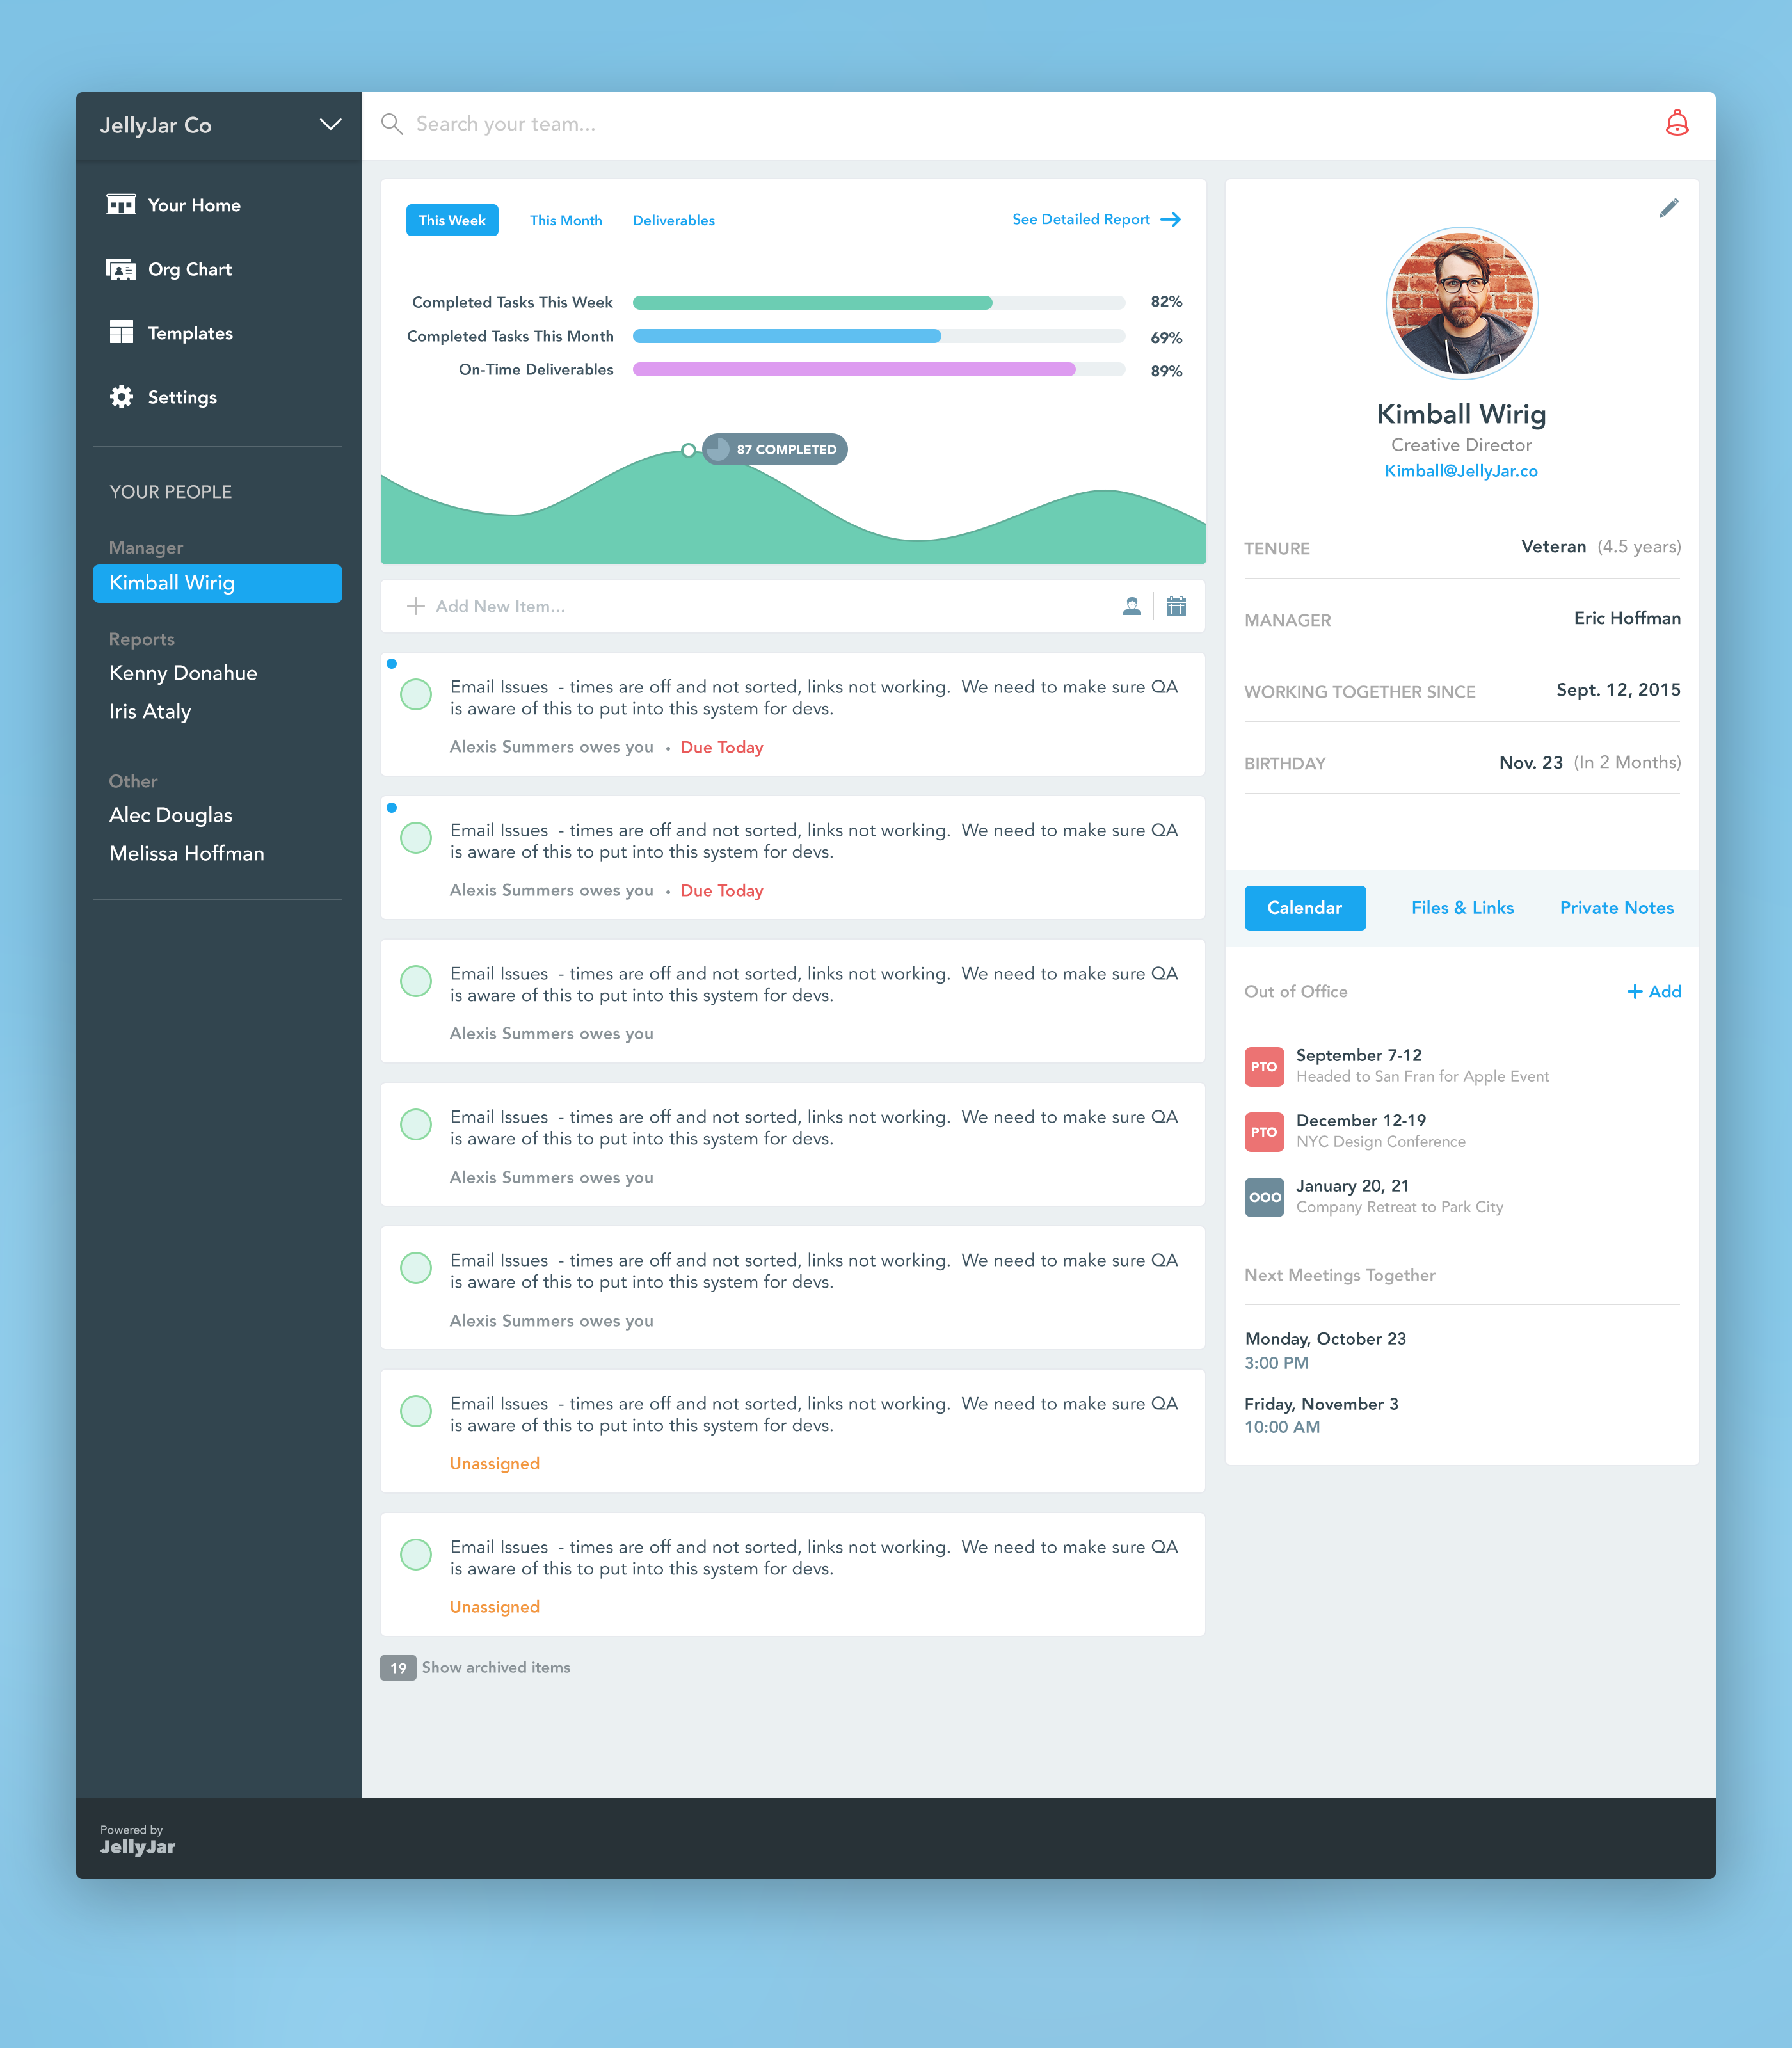 JellyJar Co
Search your team...
Your Home
Org Chart
Templates
Settings
YOUR PEOPLE
Manager
Kimball Wirig
Reports
Kenny Donahue
Iris Ataly
Other
Alec Douglas
Melissa Hoffman
This Week
This Month
Deliverables
See Detailed Report
Completed Tasks This Week
82%
Completed Tasks This Month
69%
On-Time Deliverables
89%
87 COMPLETED
Add New Item...
Email Issues - times are off and not sorted, links not working. We need to make sure QA
is aware of this to put into this system for devs.
Alexis Summers owes you • Due Today
Email Issues - times are off and not sorted, links not working. We need to make sure QA
is aware of this to put into this system for devs.
Alexis Summers owes you • Due Today
Email Issues - times are off and not sorted, links not working. We need to make sure QA
is aware of this to put into this system for devs.
Alexis Summers owes you
Email Issues - times are off and not sorted, links not working. We need to make sure QA
is aware of this to put into this system for devs.
Alexis Summers owes you
Email Issues - times are off and not sorted, links not working. We need to make sure QA
is aware of this to put into this system for devs.
Alexis Summers owes you
Email Issues - times are off and not sorted, links not working. We need to make sure QA
is aware of this to put into this system for devs.
Unassigned
Email Issues - times are off and not sorted, links not working. We need to make sure QA
is aware of this to put into this system for devs.
Unassigned
19 Show archived items
Kimball Wirig
Creative Director
Kimball@JellyJar.co
TENURE
Veteran (4.5 years)
MANAGER
Eric Hoffman
WORKING TOGETHER SINCE
Sept. 12, 2015
BIRTHDAY
Nov. 23 (In 2 Months)
Calendar
Files & Links
Private Notes
Out of Office
Add
PTO
September 7-12
Headed to San Fran for Apple Event
PTO
December 12-19
NYC Design Conference
OOO
January 20, 21
Company Retreat to Park City
Next Meetings Together
Monday, October 23
3:00 PM
Friday, November 3
10:00 AM
Powered by
JellyJar